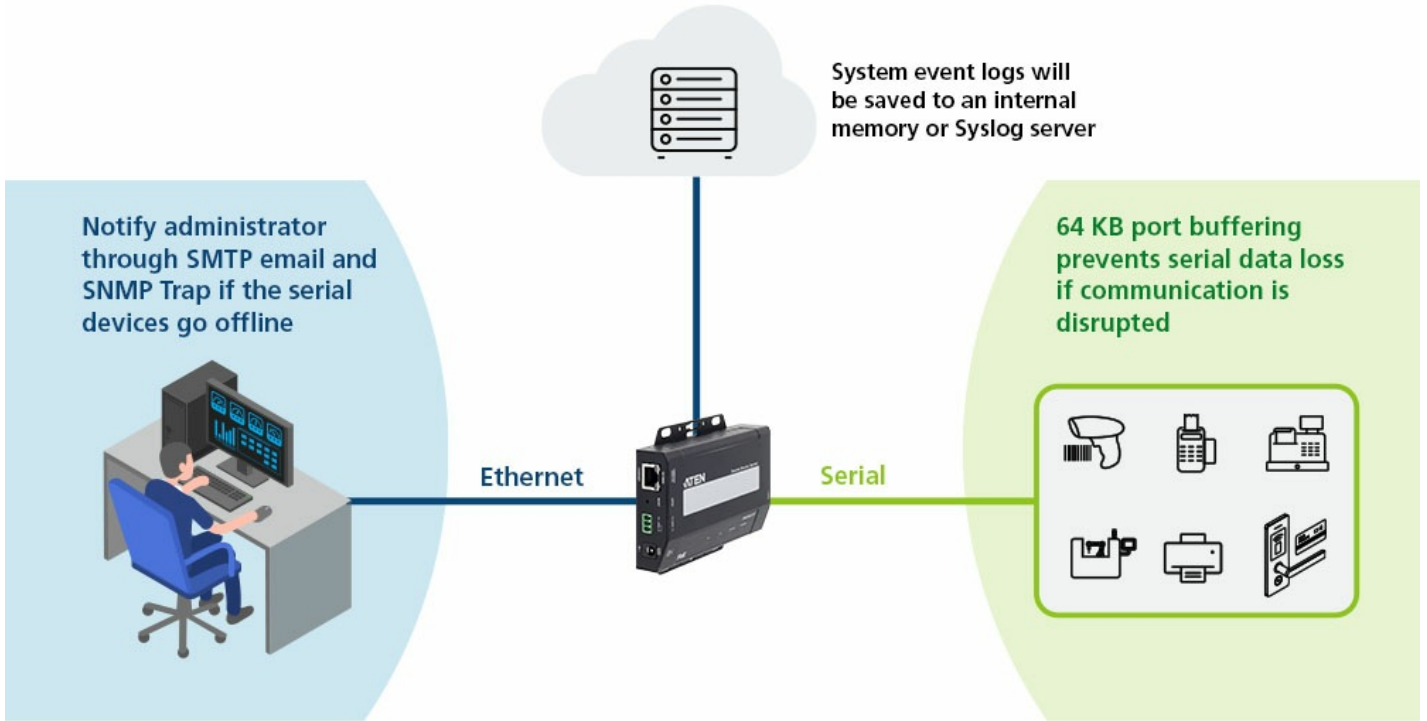 System event logs will
be saved to an internal
memory or Syslog server
Notify administrator
through SMTP email and
SNMP Trap if the serial
devices go offline
64 KB port buffering
prevents serial data loss
if communication is
disrupted
Ethernet
Serial
ATEN